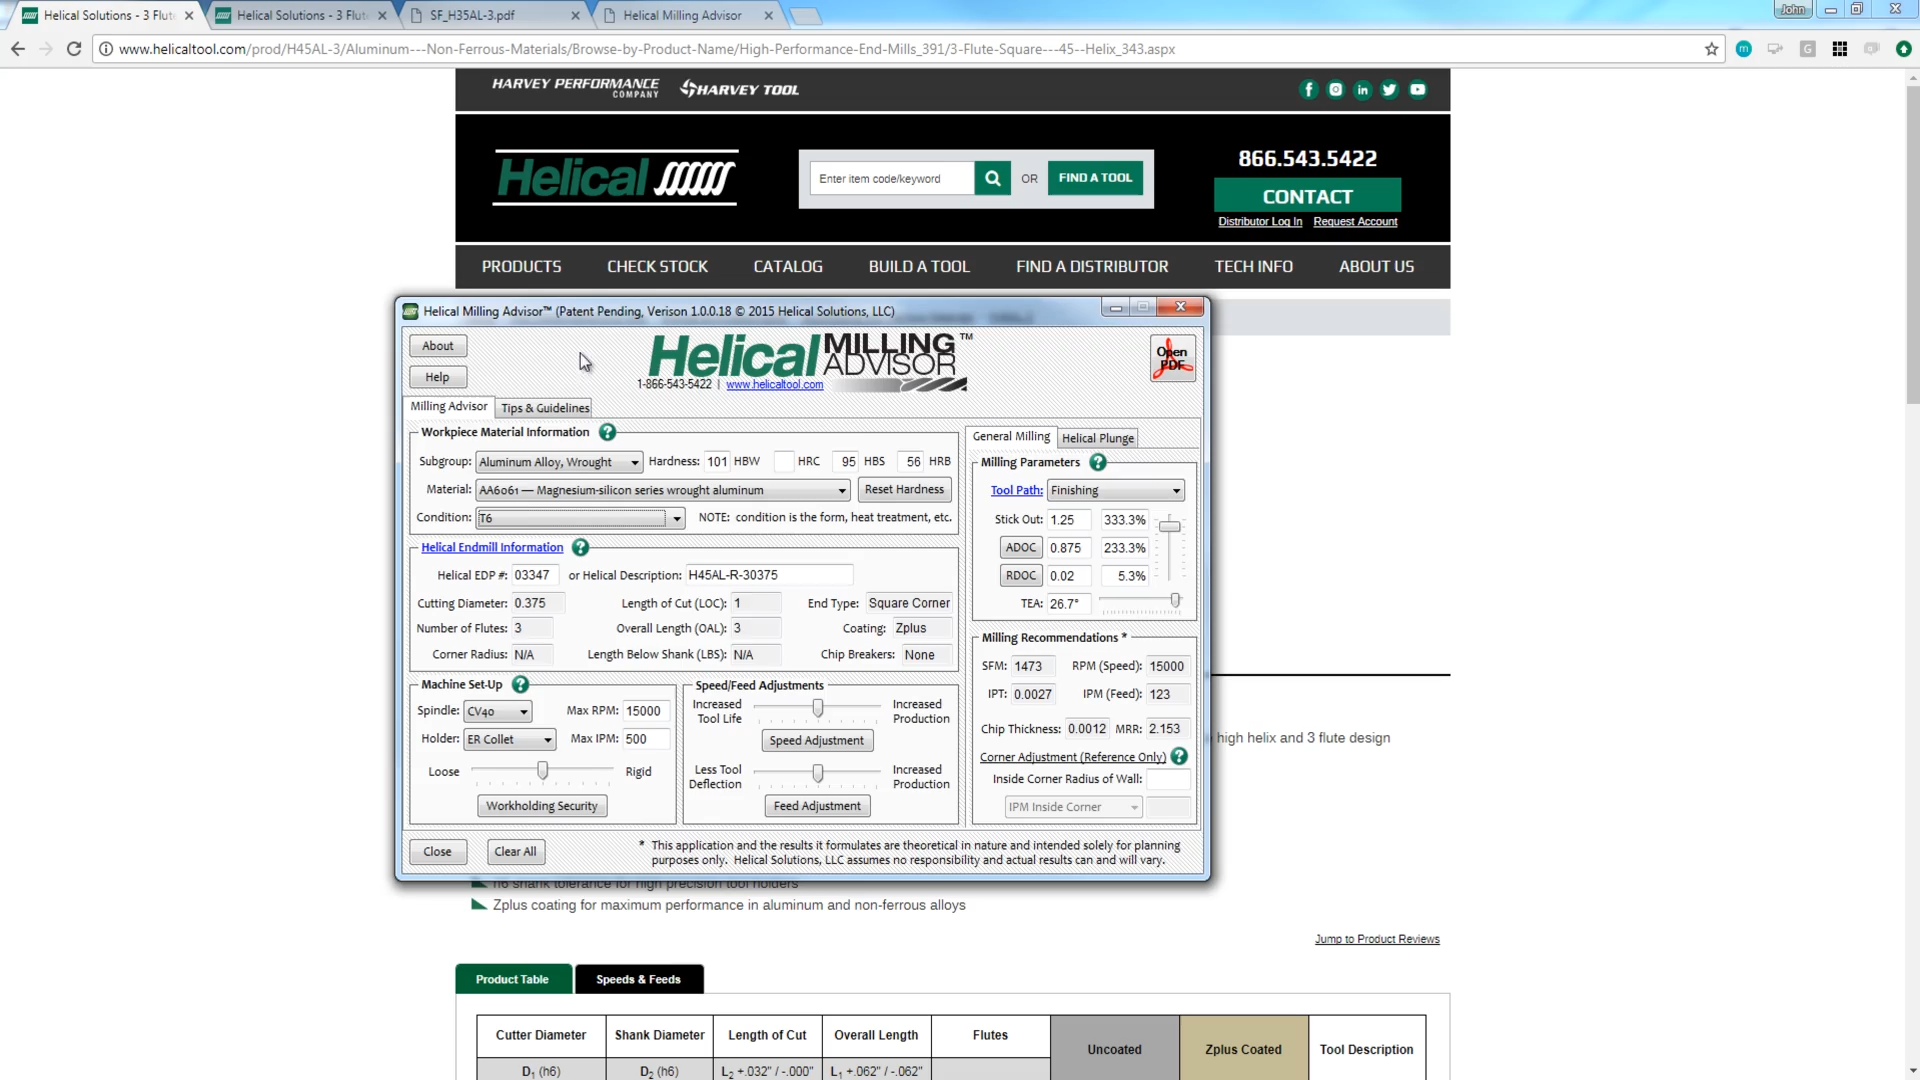 Helical Solutions - 3 Flut
Helical Solutions - 3 Flut
SF_H35AL-3.pdf
Helical Milling Advisor
John
www.helicaltool.com/prod/H45AL-3/Aluminum---Non-Ferrous-Materials/Browse-by-Product-Name/High-Performance-End-Mills_391/3-Flute-Square---45--Helix_343.aspx
HARVEY PERFORMANCE COMPANY
HARVEY TOOL
Helical
Enter item code/keyword
OR
FIND A TOOL
866.543.5422
CONTACT
Distributor Log In
Request Account
PRODUCTS
CHECK STOCK
CATALOG
BUILD A TOOL
FIND A DISTRIBUTOR
TECH INFO
ABOUT US
Helical Milling Advisor™ (Patent Pending, Verison 1.0.0.18 © 2015 Helical Solutions, LLC)
About
Help
Helical MILLING ADVISOR ™
1-866-543-5422 | www.helicaltool.com
Open PDF
Milling Advisor
Tips & Guidelines
Workpiece Material Information ?
Subgroup: Aluminum Alloy, Wrought Hardness: 101 HBW HRC 95 HBS 56 HRB
Material: AA6061 — Magnesium-silicon series wrought aluminum Reset Hardness
Condition: T6 NOTE: condition is the form, heat treatment, etc.
Helical Endmill Information ?
Helical EDP #: 03347 or Helical Description: H45AL-R-30375
Cutting Diameter: 0.375 Length of Cut (LOC): 1 End Type: Square Corner
Number of Flutes: 3 Overall Length (OAL): 3 Coating: Zplus
Corner Radius: N/A Length Below Shank (LBS): N/A Chip Breakers: None
Machine Set-Up ?
Spindle: CV40 Max RPM: 15000
Holder: ER Collet Max IPM: 500
Loose Rigid
Workholding Security
Speed/Feed Adjustments
Increased Tool Life Increased Production
Speed Adjustment
Less Tool Deflection Increased Production
Feed Adjustment
General Milling
Helical Plunge
Milling Parameters ?
Tool Path: Finishing
Stick Out: 1.25 333.3%
ADOC 0.875 233.3%
RDOC 0.02 5.3%
TEA: 26.7°
Milling Recommendations *
SFM: 1473 RPM (Speed): 15000
IPT: 0.0027 IPM (Feed): 123
Chip Thickness: 0.0012 MRR: 2.153
Corner Adjustment (Reference Only) ?
Inside Corner Radius of Wall:
IPM Inside Corner
Close
Clear All
* This application and the results it formulates are theoretical in nature and intended solely for planning
purposes only. Helical Solutions, LLC assumes no responsibility and actual results can and will vary.
high helix and 3 flute design
h6 shank tolerance for high precision tool holders
Zplus coating for maximum performance in aluminum and non-ferrous alloys
Jump to Product Reviews
Product Table
Speeds & Feeds
Cutter Diameter
Shank Diameter
Length of Cut
Overall Length
Flutes
Uncoated
Zplus Coated
Tool Description
D1 (h6)
D2 (h6)
L2 +.032" / -.000"
L1 +.062" / -.062"